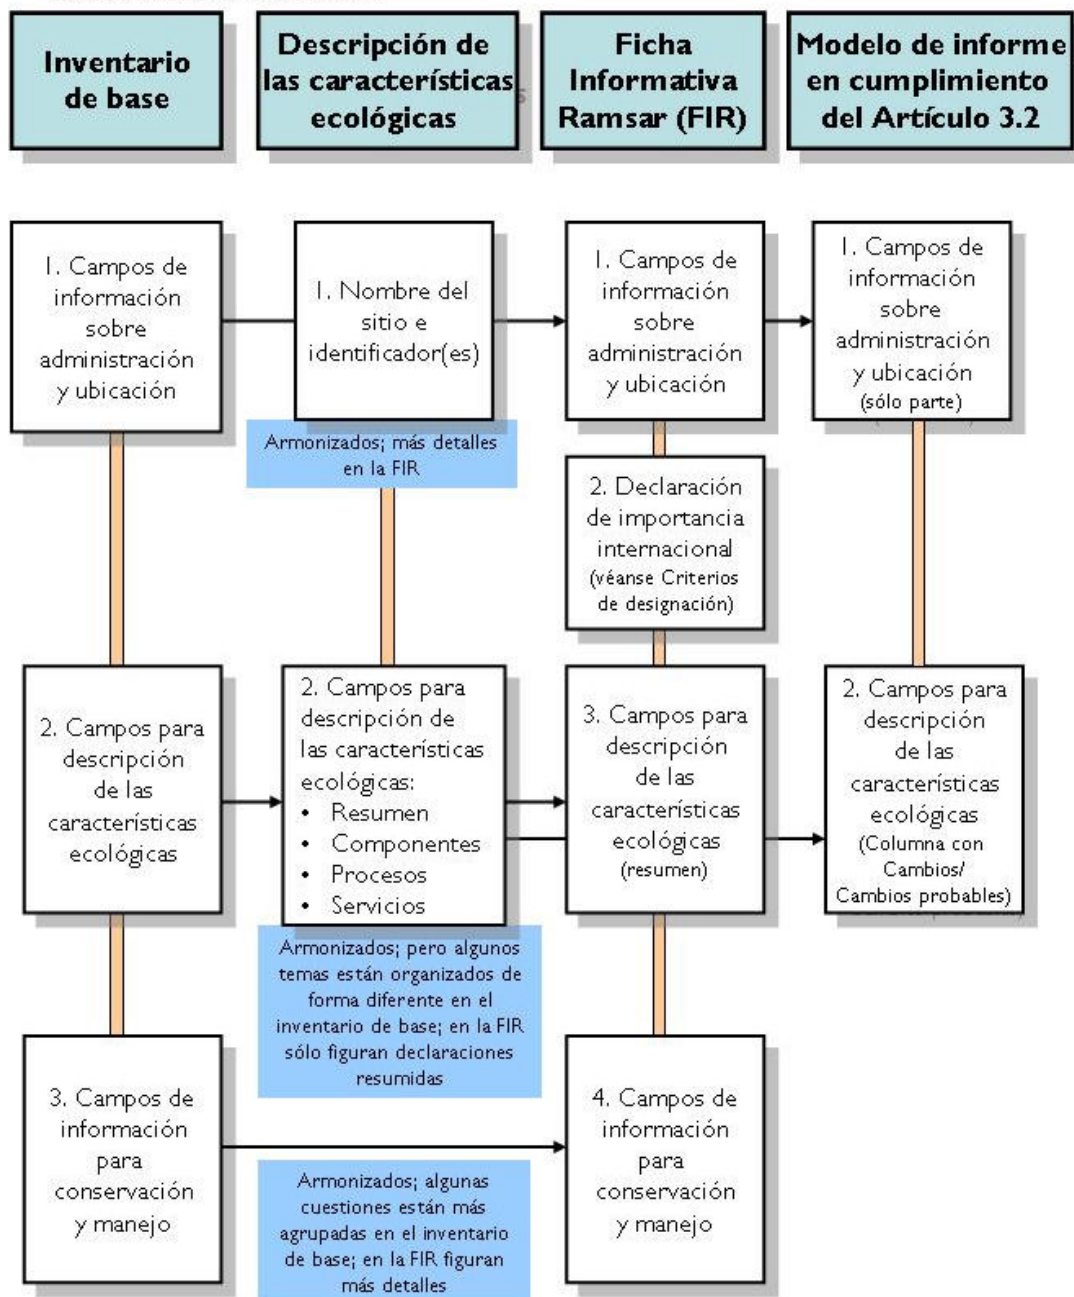 Inventario
de base
Descripción de
las características
ecológicas
Ficha
Informativa
Ramsar (FIR)
Modelo de informe
en cumplimiento
del Artículo 3.2
1. Campos de
información
sobre
administración
y ubicación
1. Nombre del
sitio e
identificador(es)
1. Campos de
información
sobre
administración
y ubicación
1. Campos de
información
sobre
administración
y ubicación
(sólo parte)
Armonizados; más detalles
en la FIR
2. Declaración
de importancia
internacional
(véanse Criterios
de designación)
2. Campos para
descripción
de las
características
ecológicas
2. Campos para
descripción de
las características
ecológicas:
• Resumen
• Componentes
• Procesos
• Servicios
3. Campos para
descripción
de las
características
ecológicas
(resumen)
2. Campos para
descripción
de las
características
ecológicas
(Columna con
Cambios/
Cambios probables)
Armonizados; pero algunos
temas están organizados de
forma diferente en el
inventario de base; en la FIR
sólo figuran declaraciones
resumidas
3. Campos de
información
para
conservación
y manejo
4. Campos de
información
para
conservación
y manejo
Armonizados; algunas
cuestiones están más
agrupadas en el inventario
de base; en la FIR figuran
más detalles